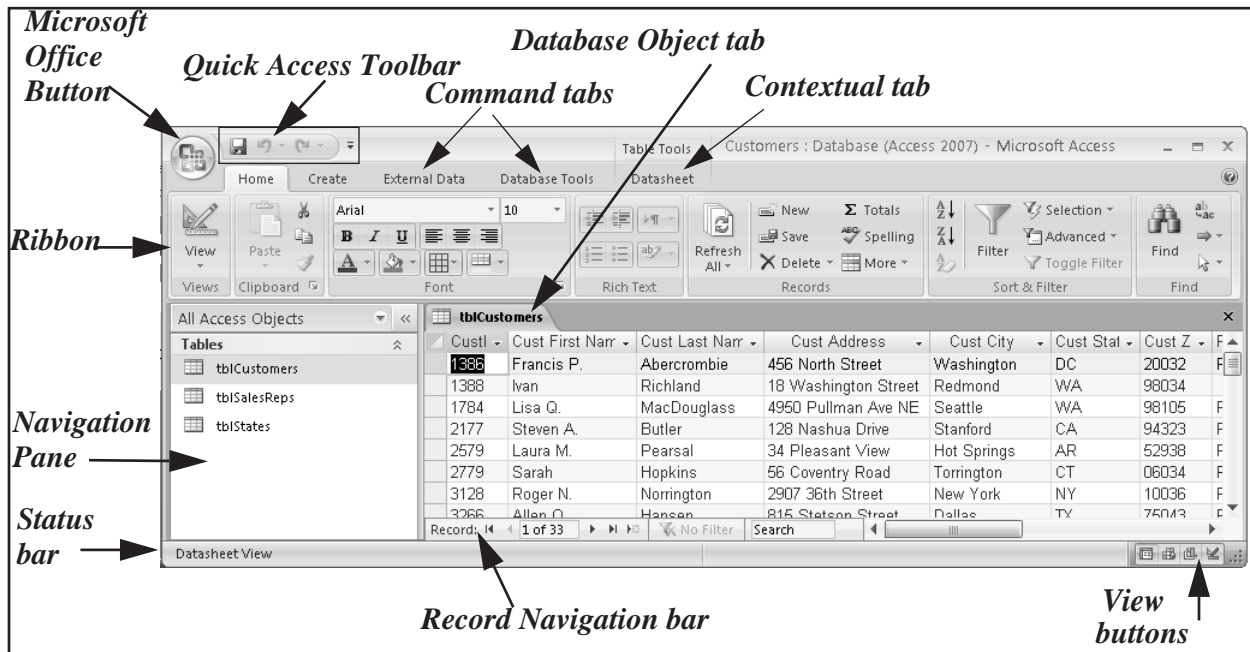 Microsoft
Office
Button
Quick Access Toolbar
Database Object tab
Command tabs
Contextual tab
Table Tools
Customers : Database (Access 2007) - Microsoft Access
Home Create External Data Database Tools Datasheet
Ribbon
View
Views
Paste
Clipboard
Arial 10
B I U
A
Font
ab
Rich Text
Refresh
All
New
Save
Delete
Σ Totals
ABC Spelling
More
Records
A
Z
Z
A
Filter
Selection
Advanced
Toggle Filter
Sort & Filter
Find
Find
All Access Objects
Tables
tblCustomers
tblSalesReps
tblStates
Navigation
Pane
tblCustomers
CustI Cust First Nam Cust Last Nam Cust Address Cust City Cust Stat Cust Z F
1386 Francis P. Abercrombie 456 North Street Washington DC 20032 F
1388 Ivan Richland 18 Washington Street Redmond WA 98034
1784 Lisa Q. MacDouglass 4950 Pullman Ave NE Seattle WA 98105 F
2177 Steven A. Butler 128 Nashua Drive Stanford CA 94323 F
2579 Laura M. Pearsal 34 Pleasant View Hot Springs AR 52938 F
2779 Sarah Hopkins 56 Coventry Road Torrington CT 06034 F
3128 Roger N. Norrington 2907 36th Street New York NY 10036 F
3266 Allen O. Hansen 815 Stetson Street Dallas TX 75043 F
Record: 1 of 33 No Filter Search
Status
bar
Datasheet View
Record Navigation bar
View
buttons